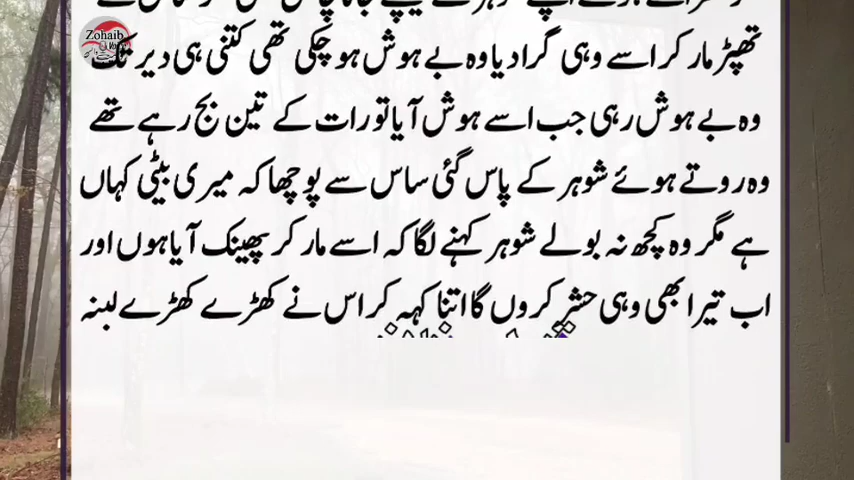 تھپڑ مار کر اسے وہی گرا دیا وہ بے ہوش ہو چکی تھی کتنی ہی دیر تک
وہ بے ہوش رہی جب اسے ہوش آیا تو رات کے تین بج رہے تھے
وہ روتے ہوئے شوہر کے پاس گئی ساس سے پوچھا کہ میری بیٹی کہاں
ہے مگر وہ کچھ نہ بولے شوہر کہنے لگا کہ اسے مار کر پھینک آیا ہوں اور
اب تیرا بھی وہی حشر کروں گا اتنا کہہ کر اس نے کھڑے کھڑے لبنہ
Zohaib